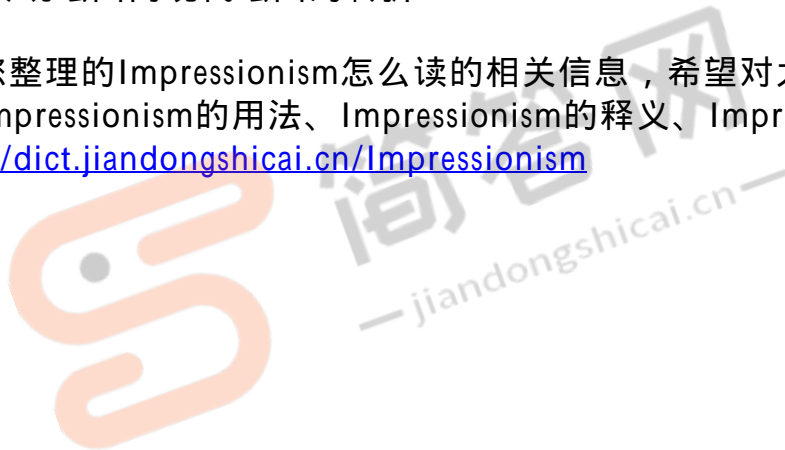 整理的Impressionism怎么读的相关信息，希望对
mpressionism的用法、Impressionism的释义、Impr
/dict.jiandongshicai.cn/Impressionism
简答网
— jiandongshicai.cn —